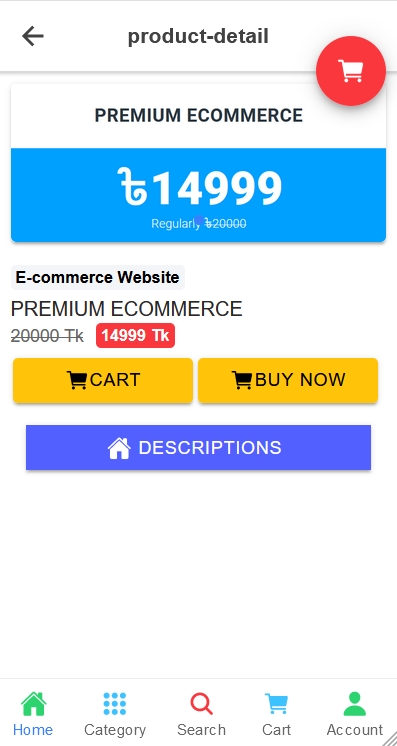 product-detail
PREMIUM ECOMMERCE
৳14999
Regularly ৳20000
E-commerce Website
PREMIUM ECOMMERCE
20000 Tk 14999 Tk
CART BUY NOW
DESCRIPTIONS
Home Category Search Cart Account